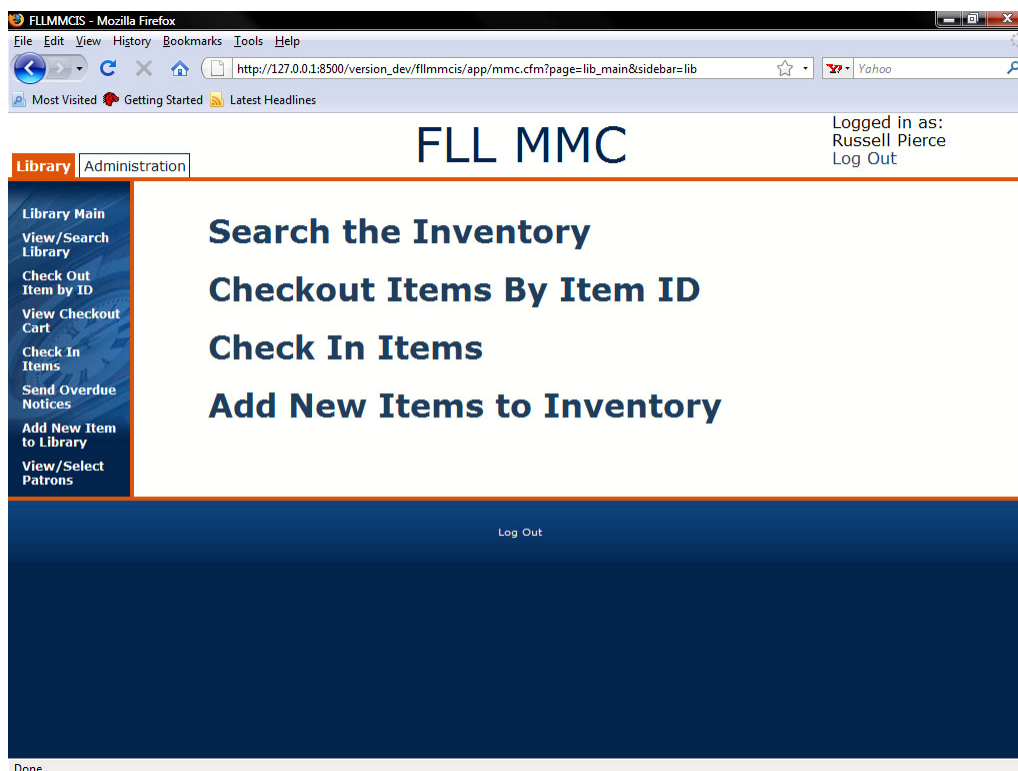 FLLMMCIS - Mozilla Firefox
File Edit View History Bookmarks Tools Help
http://127.0.0.1:8500/version_dev/fllmmcis/app/mmc.cfm?page=lib_main&sidebar=lib
Yahoo
Most Visited Getting Started Latest Headlines
FLL MMC
Logged in as:
Russell Pierce
Log Out
Library Administration
Library Main
View/Search
Library
Check Out
Item by ID
View Checkout
Cart
Check In
Items
Send Overdue
Notices
Add New Item
to Library
View/Select
Patrons
Search the Inventory
Checkout Items By Item ID
Check In Items
Add New Items to Inventory
Log Out
Done